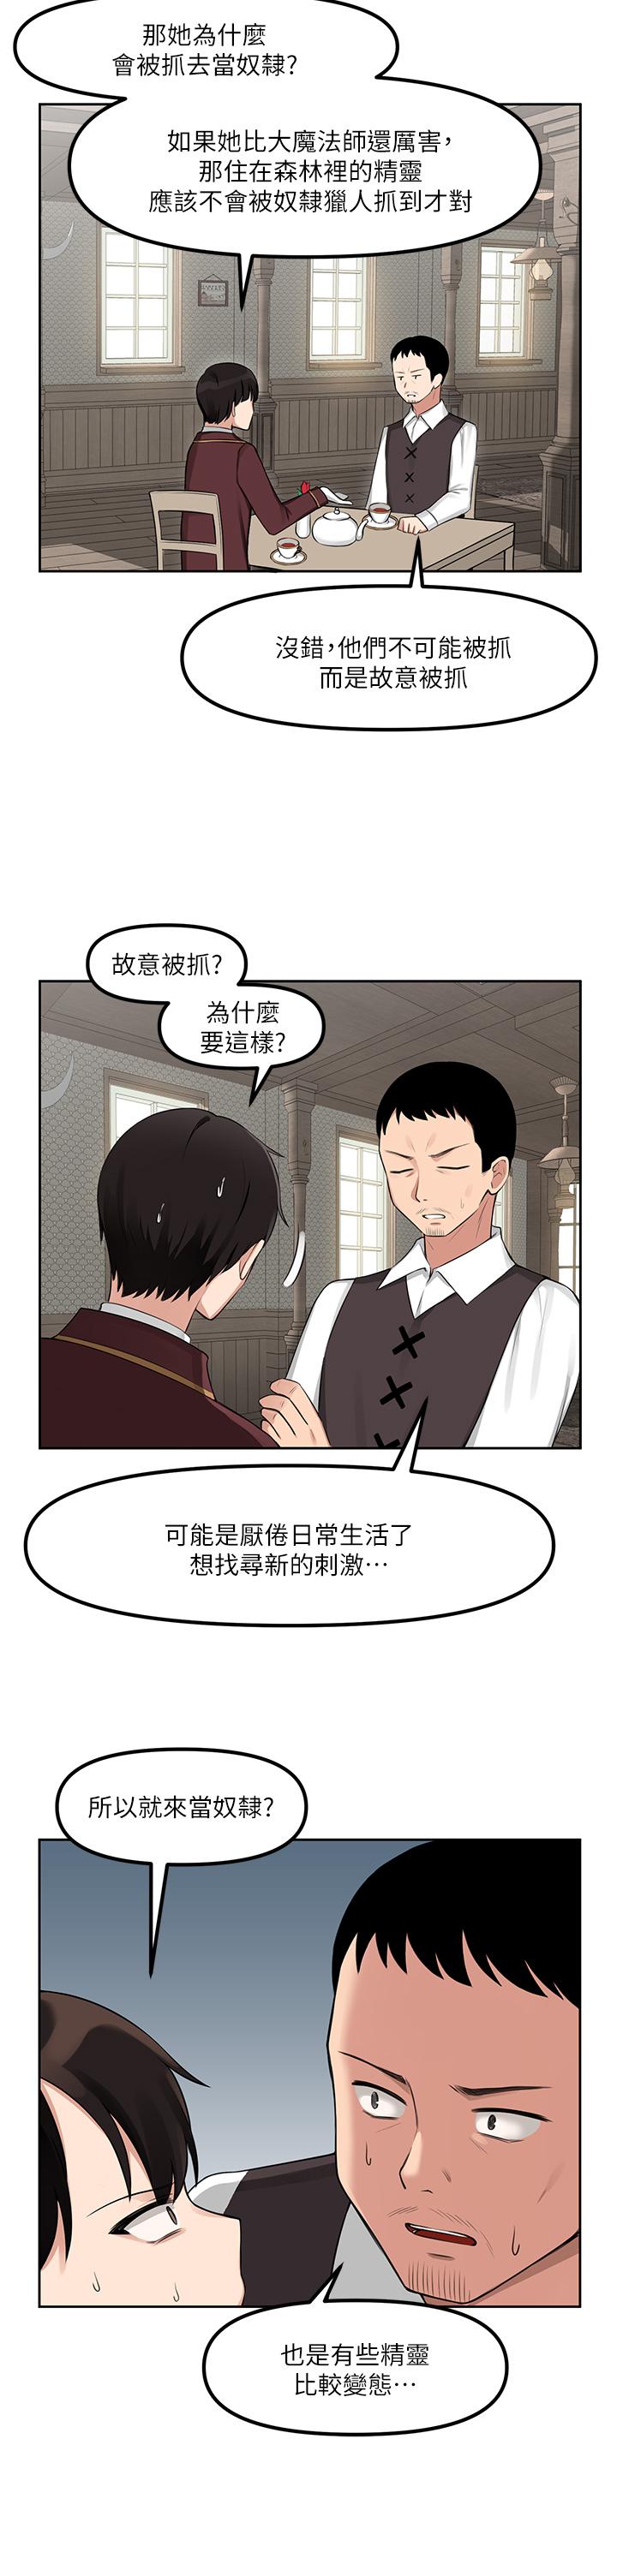 那她為什麼
會被抓去當奴隸?
如果她比大魔法師還厲害,
那住在森林裡的精靈
應該不會被奴隸獵人抓到才對
沒錯,他們不可能被抓
而是故意被抓
故意被抓?
為什麼
要這樣?
可能是厭倦日常生活了
想找尋新的刺激⋯
所以就來當奴隸?
也是有些精靈
比較變態⋯